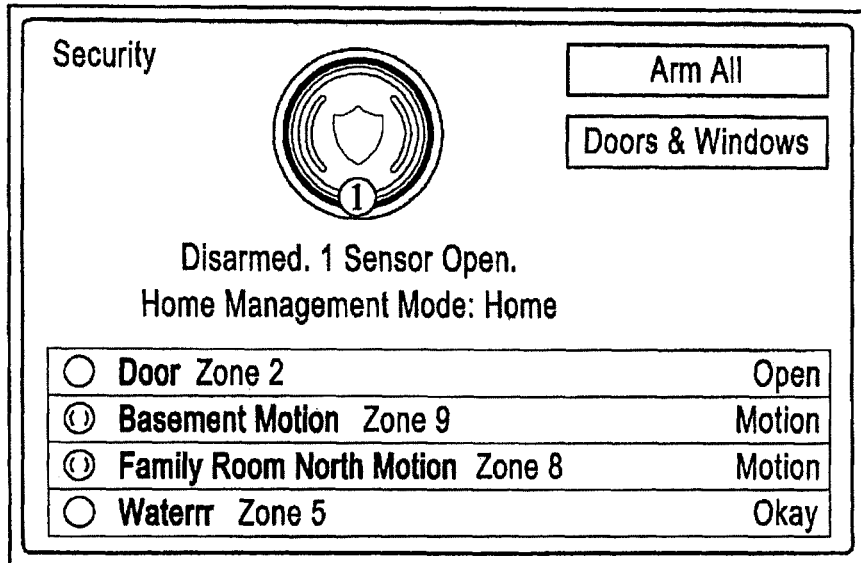 Security
Arm All
Doors & Windows
1
Disarmed. 1 Sensor Open.
Home Management Mode: Home
Door Zone 2 Open
Basement Motion Zone 9 Motion
Family Room North Motion Zone 8 Motion
Waterrr Zone 5 Okay